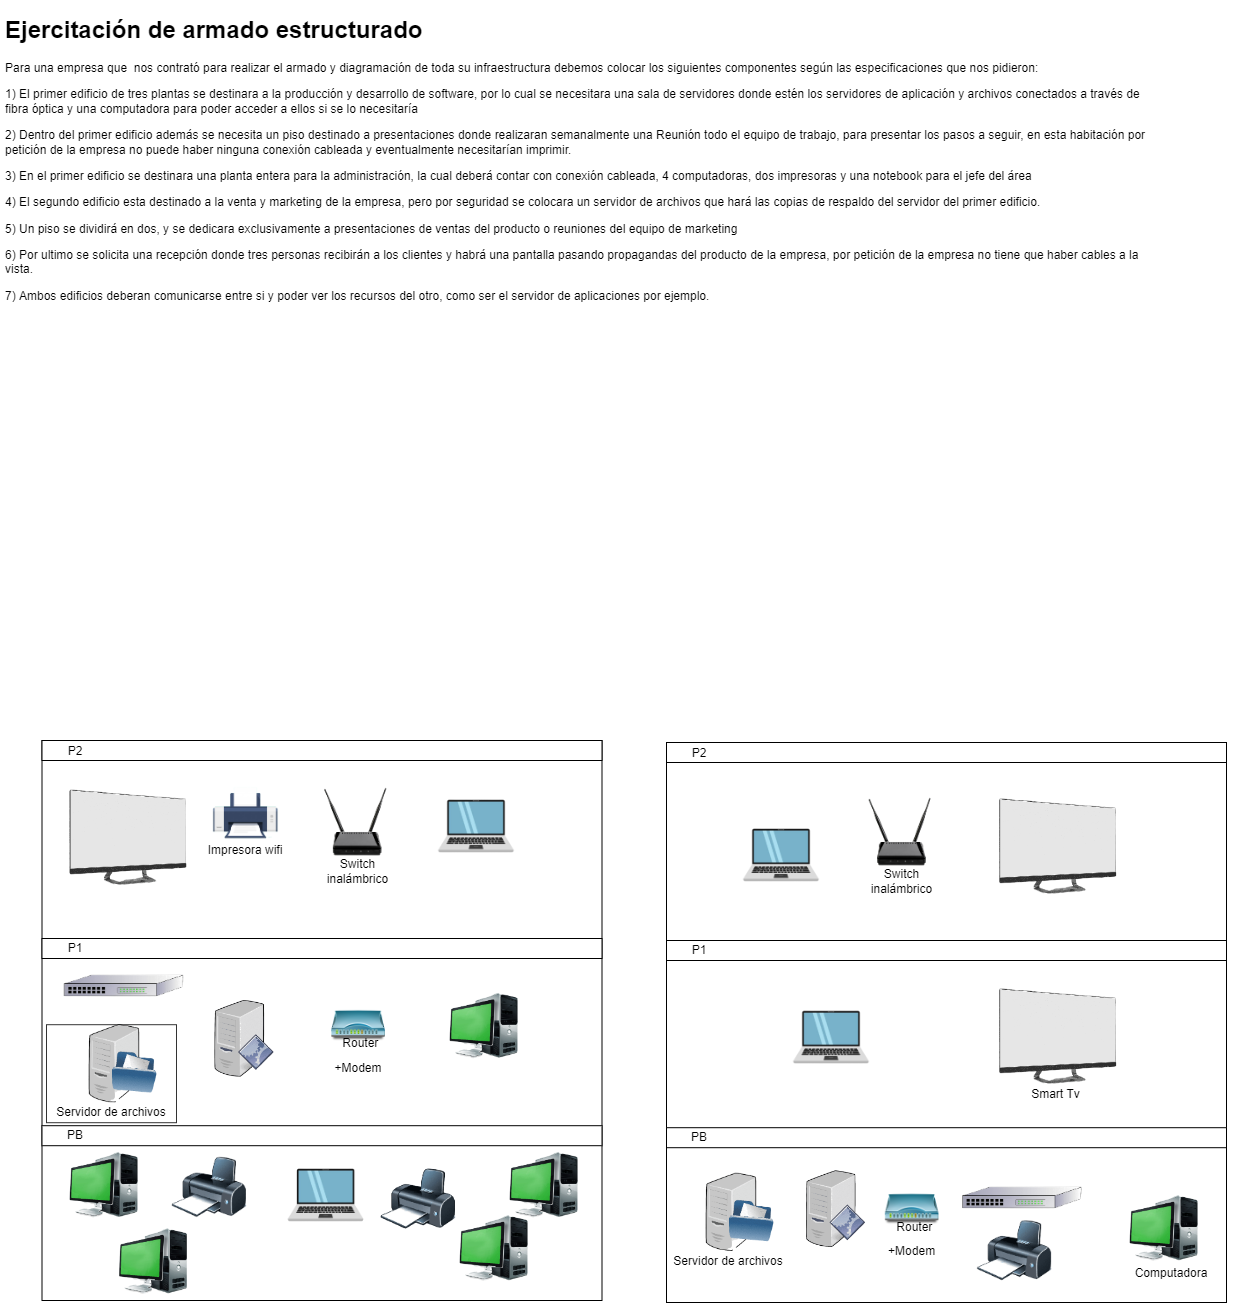 Ejercitación de armado estructurado
Para una empresa que  nos contrató para realizar el armado y diagramación de toda su infraestructura debemos colocar los siguientes componentes según las especificaciones que nos pidieron:
1) El primer edificio de tres plantas se destinara a la producción y desarrollo de software, por lo cual se necesitara una sala de servidores donde estén los servidores de aplicación y archivos conectados a través de
fibra óptica y una computadora para poder acceder a ellos si se lo necesitaría
2) Dentro del primer edificio además se necesita un piso destinado a presentaciones donde realizaran semanalmente una Reunión todo el equipo de trabajo, para presentar los pasos a seguir, en esta habitación por
petición de la empresa no puede haber ninguna conexión cableada y eventualmente necesitarían imprimir.
3) En el primer edificio se destinara una planta entera para la administración, la cual deberá contar con conexión cableada, 4 computadoras, dos impresoras y una notebook para el jefe del área
4) El segundo edificio esta destinado a la venta y marketing de la empresa, pero por seguridad se colocara un servidor de archivos que hará las copias de respaldo del servidor del primer edificio.
5) Un piso se dividirá en dos, y se dedicara exclusivamente a presentaciones de ventas del producto o reuniones del equipo de marketing
6) Por ultimo se solicita una recepción donde tres personas recibirán a los clientes y habrá una pantalla pasando propagandas del producto de la empresa, por petición de la empresa no tiene que haber cables a la
vista.
7) Ambos edificios deberan comunicarse entre si y poder ver los recursos del otro, como ser el servidor de aplicaciones por ejemplo.
P2
Impresora wifi
Switch
inalámbrico
P1
Router
+Modem
Servidor de archivos
PB
P2
Switch
inalámbrico
P1
Smart Tv
PB
Servidor de archivos
Router
+Modem
Computadora